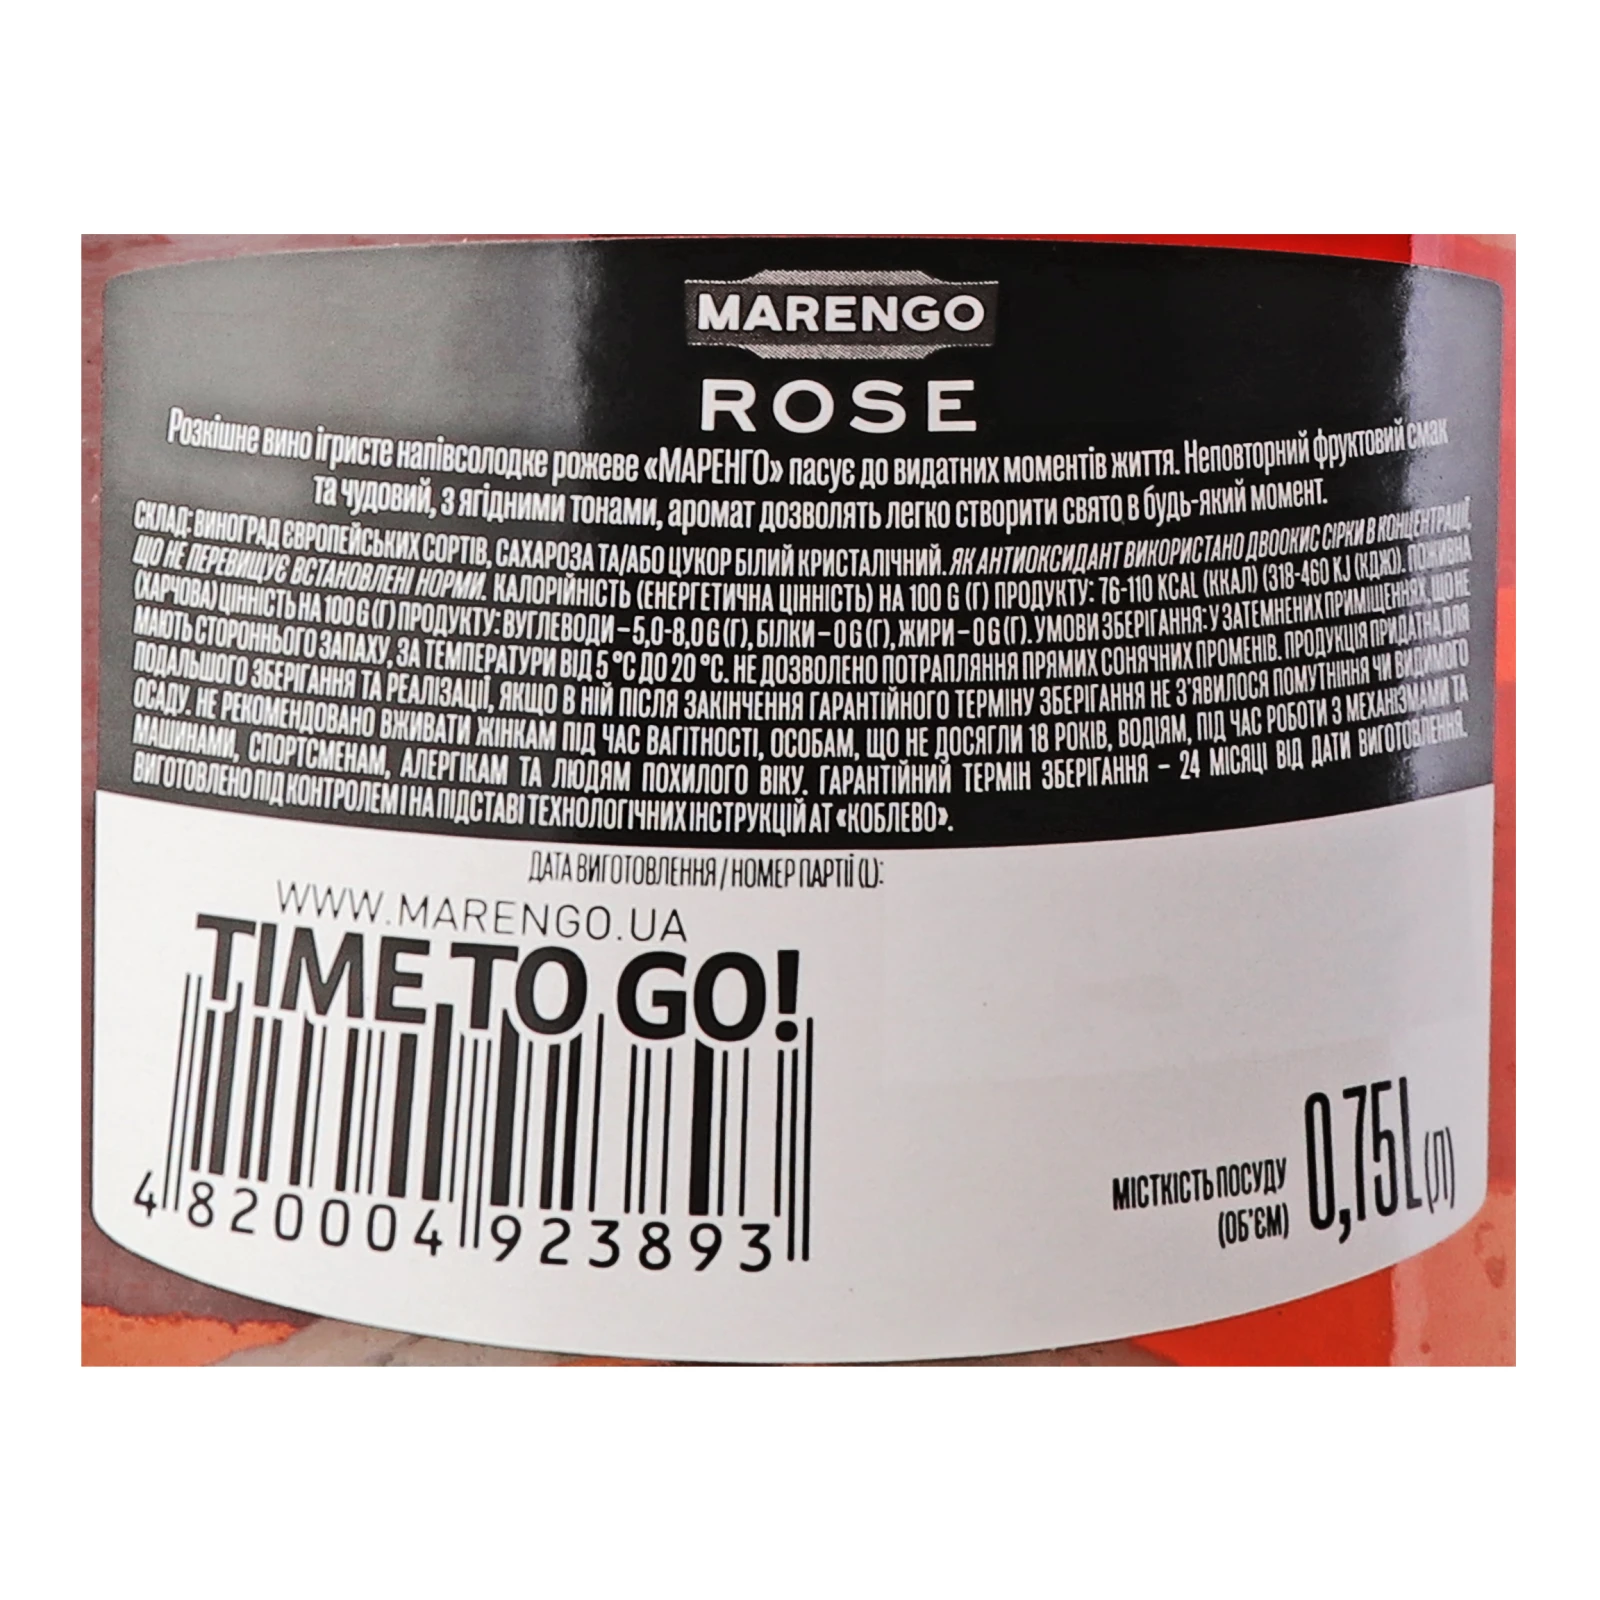 MARENGO
ROSE
Розкішне вино ігристе напівсолодке рожеве «МАРЕНГО» пасує до видатних моментів життя. Неповторний фруктовий смак
та чудовий, з ягідними тонами, аромат дозволять легко створити свято в будь-який момент.
СКЛАД: ВИНОГРАД ЄВРОПЕЙСЬКИХ СОРТІВ, САХАРОЗА ТА/АБО ЦУКОР БІЛИЙ КРИСТАЛІЧНИЙ. ЯК АНТИОКСИДАНТ ВИКОРИСТАНО ДВООКИС СІРКИ В КОНЦЕНТРАЦІЇ,
ЩО НЕ ПЕРЕВИЩУЄ ВСТАНОВЛЕНІ НОРМИ. КАЛОРІЙНІСТЬ (ЕНЕРГЕТИЧНА ЦІННІСТЬ) НА 100 G (Г) ПРОДУКТУ: 76-110 KCAL (ККАЛ) (318-460 KJ (КДЖ)). ПОЖИВНА
(ХАРЧОВА) ЦІННІСТЬ НА 100 G (Г) ПРОДУКТУ: ВУГЛЕВОДИ – 5,0-8,0 G (Г), БІЛКИ – 0 G (Г), ЖИРИ – 0 G (Г). УМОВИ ЗБЕРІГАННЯ: У ЗАТЕМНЕНИХ ПРИМІЩЕННЯХ, ЩО НЕ
МАЮТЬ СТОРОННЬОГО ЗАПАХУ, ЗА ТЕМПЕРАТУРИ ВІД 5 °С ДО 20 °С. НЕ ДОЗВОЛЕНО ПОТРАПЛЯННЯ ПРЯМИХ СОНЯЧНИХ ПРОМЕНІВ. ПРОДУКЦІЯ ПРИДАТНА ДЛЯ
ПОДАЛЬШОГО ЗБЕРІГАННЯ ТА РЕАЛІЗАЦІЇ, ЯКЩО В НІЙ ПІСЛЯ ЗАКІНЧЕННЯ ГАРАНТІЙНОГО ТЕРМІНУ ЗБЕРІГАННЯ НЕ З'ЯВИЛОСЯ ПОМУТНІННЯ ЧИ ВИДИМОГО
ОСАДУ. НЕ РЕКОМЕНДОВАНО ВЖИВАТИ ЖІНКАМ ПІД ЧАС ВАГІТНОСТІ, ОСОБАМ, ЩО НЕ ДОСЯГЛИ 18 РОКІВ, ВОДІЯМ, ПІД ЧАС РОБОТИ З МЕХАНІЗМАМИ ТА
МАШИНАМИ, СПОРТСМЕНАМ, АЛЕРГІКАМ ТА ЛЮДЯМ ПОХИЛОГО ВІКУ. ГАРАНТІЙНИЙ ТЕРМІН ЗБЕРІГАННЯ – 24 МІСЯЦІ ВІД ДАТИ ВИГОТОВЛЕННЯ.
ВИГОТОВЛЕНО ПІД КОНТРОЛЕМ І НА ПІДСТАВІ ТЕХНОЛОГІЧНИХ ІНСТРУКЦІЙ АТ «КОБЛЕВО».
ДАТА ВИГОТОВЛЕННЯ / НОМЕР ПАРТІЇ (L):
WWW.MARENGO.UA
TIME TO GO!
4 820004 923893
МІСТКІСТЬ ПОСУДУ
(ОБ'ЄМ)
0,75L (Л)